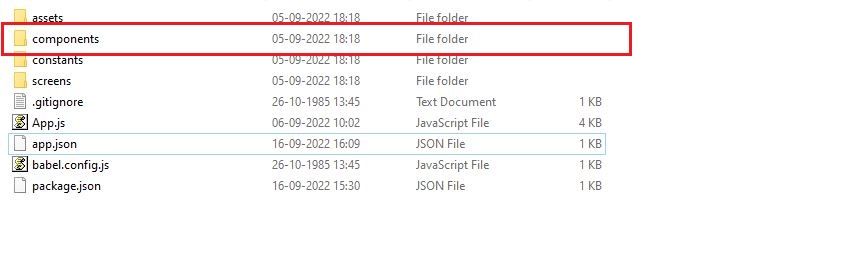 assets 05-09-2022 18:18 File folder
components 05-09-2022 18:18 File folder
constants 05-09-2022 18:18 File folder
screens 05-09-2022 18:18 File folder
.gitignore 26-10-1985 13:45 Text Document 1 KB
App.js 06-09-2022 10:02 JavaScript File 4 KB
app.json 16-09-2022 16:09 JSON File 1 KB
babel.config.js 26-10-1985 13:45 JavaScript File 1 KB
package.json 16-09-2022 15:30 JSON File 1 KB